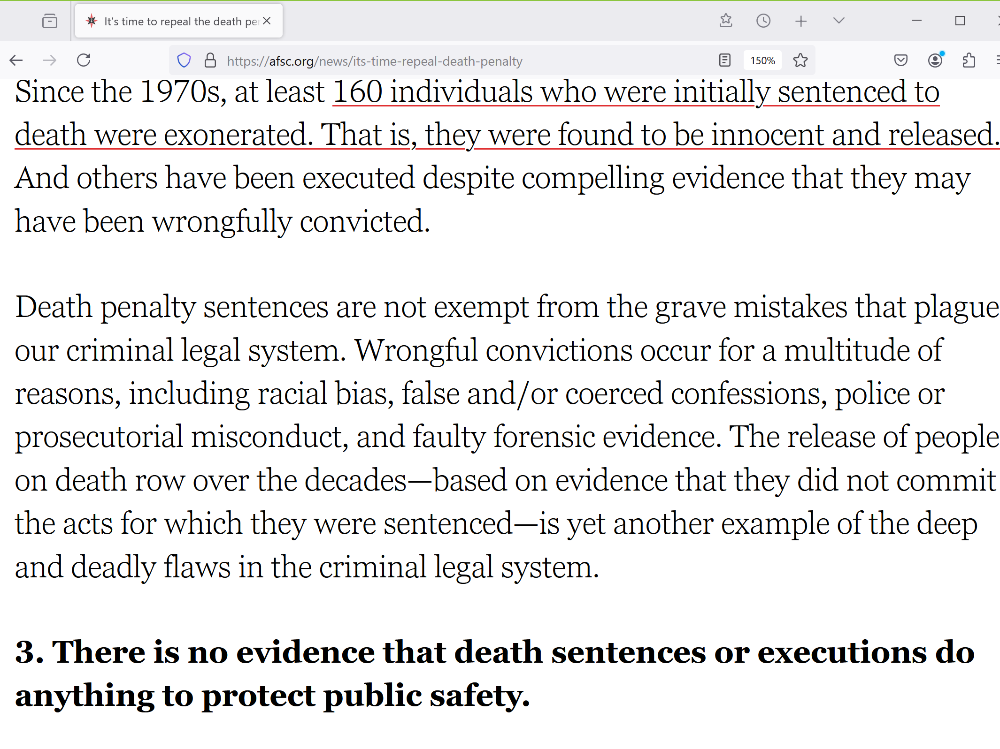 It's time to repeal the death per
https://afsc.org/news/its-time-repeal-death-penalty
150%
Since the 1970s, at least 160 individuals who were initially sentenced to
death were exonerated. That is, they were found to be innocent and released.
And others have been executed despite compelling evidence that they may
have been wrongfully convicted.
Death penalty sentences are not exempt from the grave mistakes that plague
our criminal legal system. Wrongful convictions occur for a multitude of
reasons, including racial bias, false and/or coerced confessions, police or
prosecutorial misconduct, and faulty forensic evidence. The release of people
on death row over the decades—based on evidence that they did not commit
the acts for which they were sentenced—is yet another example of the deep
and deadly flaws in the criminal legal system.
3. There is no evidence that death sentences or executions do
anything to protect public safety.